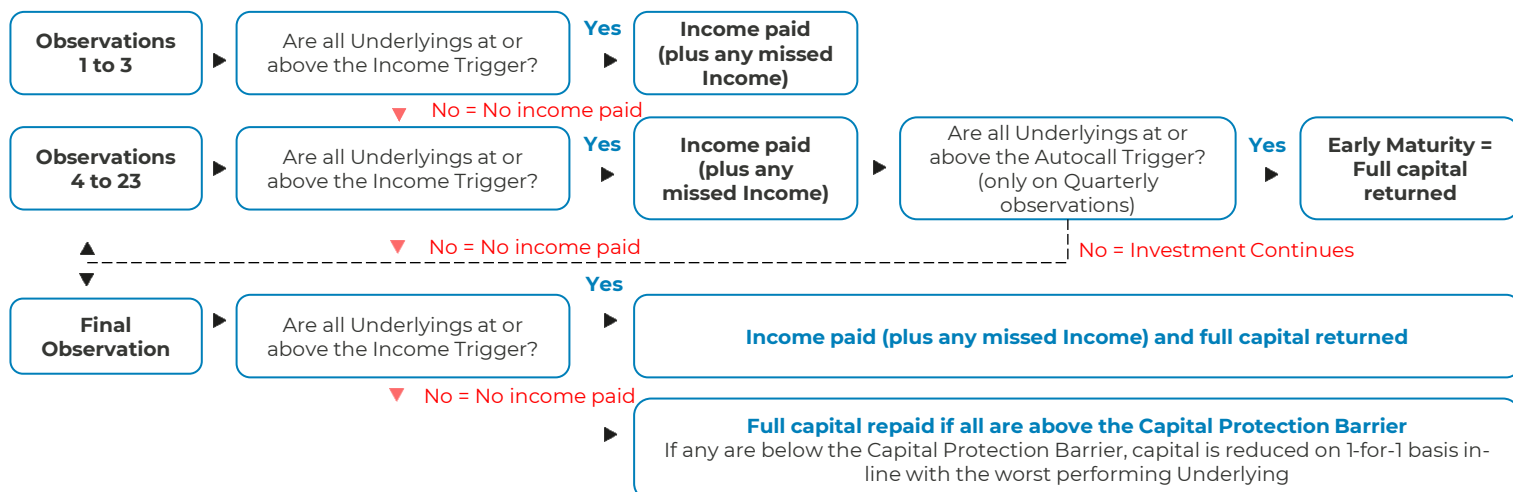 Observations
1 to 3
Are all Underlyings at or
above the Income Trigger?
Yes
Income paid
(plus any missed
Income)
No = No income paid
Observations
4 to 23
Are all Underlyings at or
above the Income Trigger?
Yes
Income paid
(plus any
missed Income)
Are all Underlyings at or
above the Autocall Trigger?
(only on Quarterly
observations)
Yes
Early Maturity =
Full capital
returned
No = No income paid
No = Investment Continues
Final
Observation
Are all Underlyings at or
above the Income Trigger?
Yes
Income paid (plus any missed Income) and full capital returned
No = No income paid
Full capital repaid if all are above the Capital Protection Barrier
If any are below the Capital Protection Barrier, capital is reduced on 1-for-1 basis in-
line with the worst performing Underlying